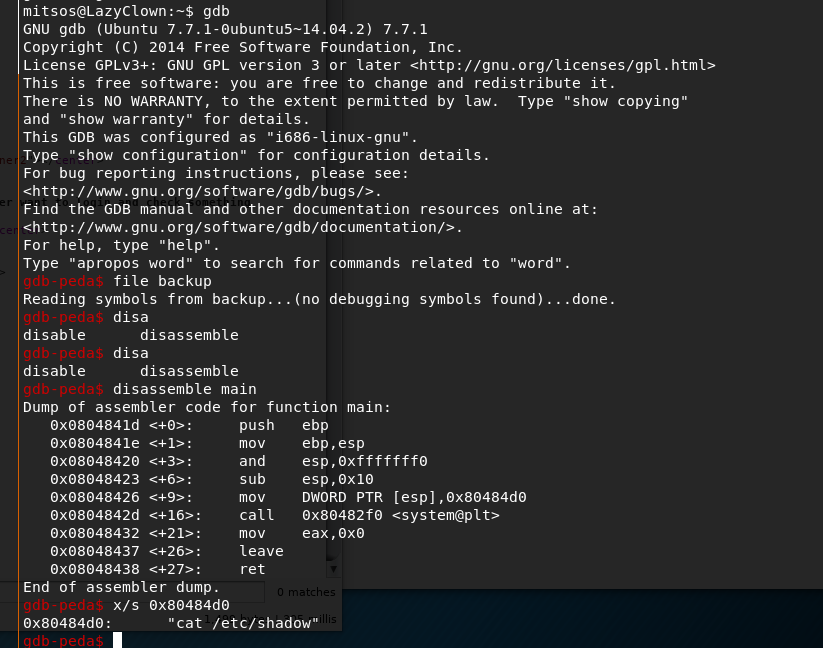 mitsos@LazyClown:~$ gdb
GNU gdb (Ubuntu 7.7.1-0ubuntu5~14.04.2) 7.7.1
Copyright (C) 2014 Free Software Foundation, Inc.
License GPLv3+: GNU GPL version 3 or later <http://gnu.org/licenses/gpl.html>
This is free software: you are free to change and redistribute it.
There is NO WARRANTY, to the extent permitted by law.  Type "show copying"
and "show warranty" for details.
This GDB was configured as "i686-linux-gnu".
Type "show configuration" for configuration details.
For bug reporting instructions, please see:
<http://www.gnu.org/software/gdb/bugs/>.
Find the GDB manual and other documentation resources online at:
<http://www.gnu.org/software/gdb/documentation/>.
For help, type "help".
Type "apropos word" to search for commands related to "word".
gdb-peda$ file backup
Reading symbols from backup...(no debugging symbols found)...done.
gdb-peda$ disa
disable      disassemble
gdb-peda$ disa
disable      disassemble
gdb-peda$ disassemble main
Dump of assembler code for function main:
   0x0804841d <+0>:     push   ebp
   0x0804841e <+1>:     mov    ebp,esp
   0x08048420 <+3>:     and    esp,0xfffffff0
   0x08048423 <+6>:     sub    esp,0x10
   0x08048426 <+9>:     mov    DWORD PTR [esp],0x80484d0
   0x0804842d <+16>:    call   0x80482f0 <system@plt>
   0x08048432 <+21>:    mov    eax,0x0
   0x08048437 <+26>:    leave
   0x08048438 <+27>:    ret
End of assembler dump.
0 matches
gdb-peda$ x/s 0x80484d0
0x80484d0:      "cat /etc/shadow"
gdb-peda$